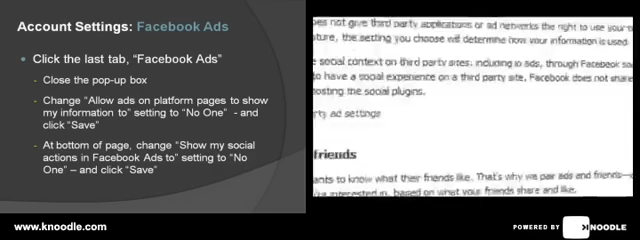 Account Settings: Facebook Ads
Click the last tab, “Facebook Ads”
- Close the pop-up box
- Change “Allow ads on platform pages to show
my information to” setting to “No One” - and
click “Save”
- At bottom of page, change “Show my social
actions in Facebook Ads to” setting to “No
One” – and click “Save”
does not give third party applications or ad networks the right to use your
the setting you choose will determine how your information is used
social context on third party sites, including in ads, through Facebook
to have a social experience on a third party site, Facebook does not share
hosting the social plugins.
ad settings
friends
to know what their friends like. That's why we pair ads and friends—
interested in, based on what your friends share and like.
www.knoodle.com
POWERED BY KNOODLE